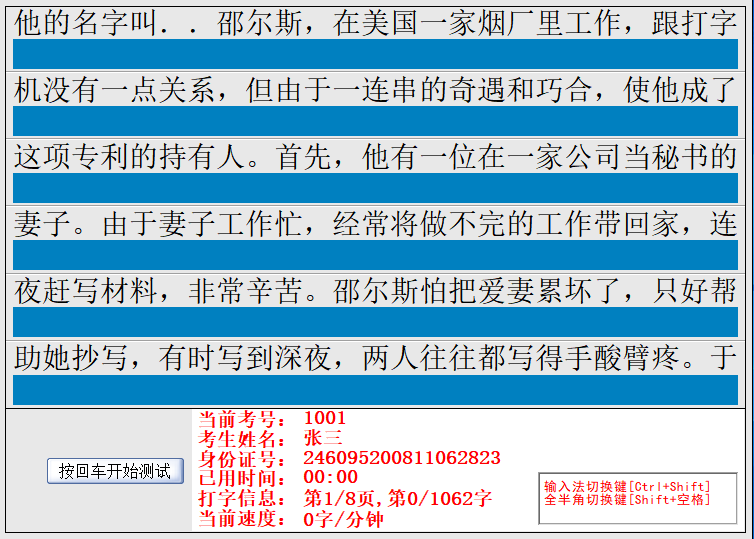 他的名字叫．．邵尔斯，在美国一家烟厂里工作，跟打字
机没有一点关系，但由于一连串的奇遇和巧合，使他成了
这项专利的持有人。首先，他有一位在一家公司当秘书的
妻子。由于妻子工作忙，经常将做不完的工作带回家，连
夜赶写材料，非常辛苦。邵尔斯怕把爱妻累坏了，只好帮
助她抄写，有时写到深夜，两人往往都写得手酸臂疼。于
按回车开始测试
当前考号： 1001
考生姓名： 张三
身份证号： 246095200811062823
已用时间： 00:00
打字信息： 第1/8页,第0/1062字
当前速度： 0字/分钟
输入法切换键[Ctrl+Shift]
全半角切换键[Shift+空格]